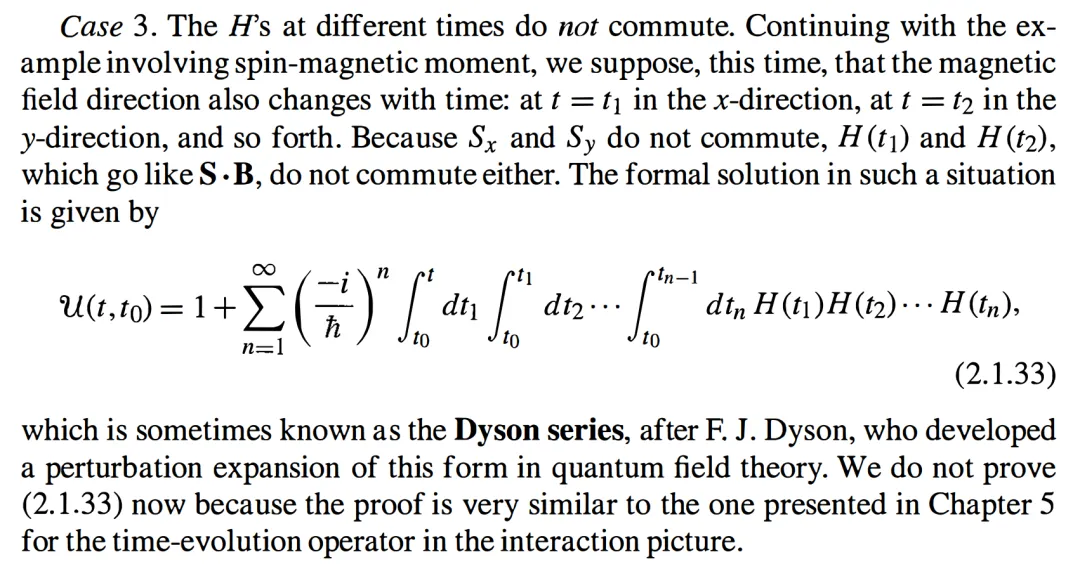 Case 3. The H's at different times do not commute. Continuing with the ex-
ample involving spin-magnetic moment, we suppose, this time, that the magnetic
field direction also changes with time: at t = t₁ in the x-direction, at t = t₂ in the
y-direction, and so forth. Because Sₓ and S_y do not commute, H(t₁) and H(t₂),
which go like S·B, do not commute either. The formal solution in such a situation
is given by
𝒰(t,t₀) = 1 + ∑_{n=1}^{∞} (−i/ħ)^n ∫_{t₀}^{t} dt₁ ∫_{t₀}^{t₁} dt₂ ⋯ ∫_{t₀}^{t_{n−1}} dt_n H(t₁)H(t₂)⋯H(t_n),
(2.1.33)
which is sometimes known as the Dyson series, after F. J. Dyson, who developed
a perturbation expansion of this form in quantum field theory. We do not prove
(2.1.33) now because the proof is very similar to the one presented in Chapter 5
for the time-evolution operator in the interaction picture.